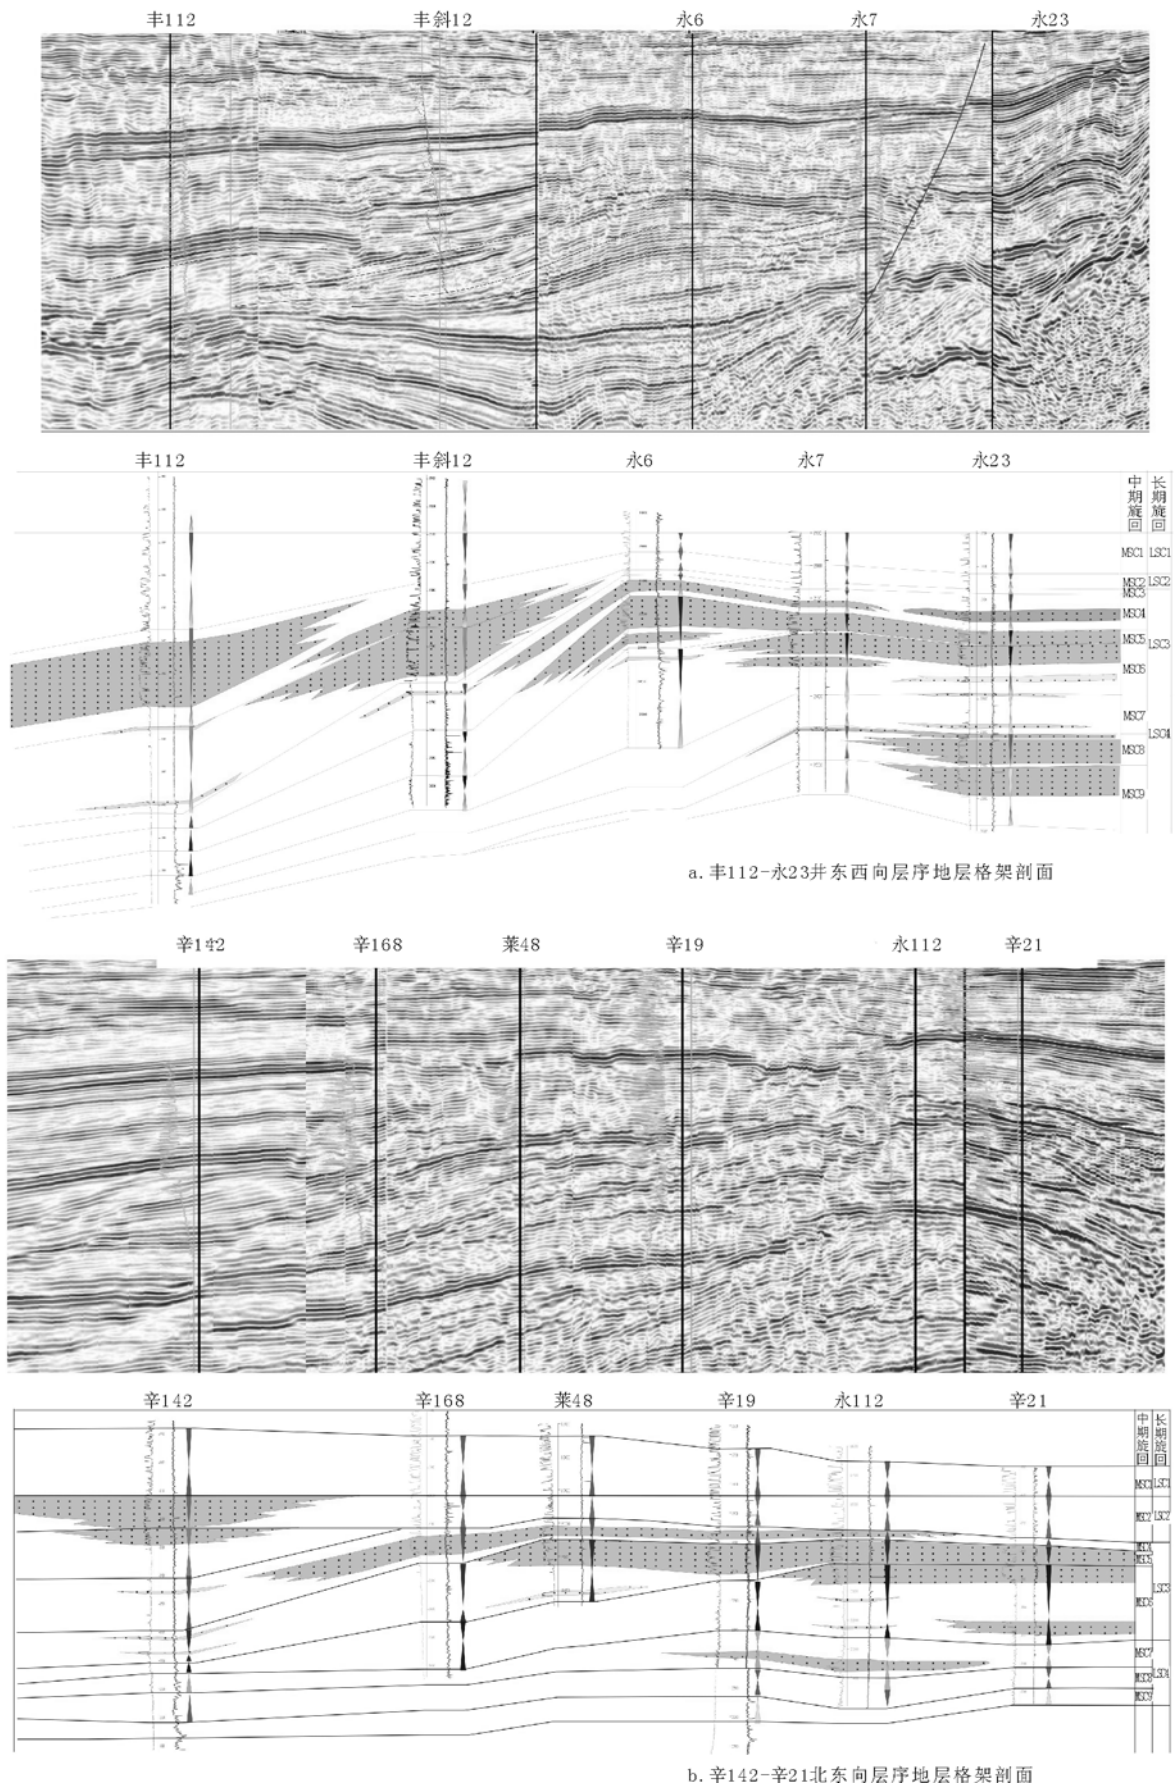 丰112 丰斜12 永6 永7 永23
丰112 丰斜12 永6 永7 永23
中期旋回 长期旋回
MSC1 LSC1
MSC2 LSC2
MSC3
MSC4
MSC5 LSC3
MSC6
MSC7
LSC4
MSC8
MSC9
a. 丰112-永23井东西向层序地层格架剖面
辛142 辛168 莱48 辛19 永112 辛21
辛142 辛168 莱48 辛19 永112 辛21
中期旋回 长期旋回
MSC1 LSC1
MSC2 LSC2
MSC4
MSC5
LSC3
MSC6
MSC7
LSC4
MSC8
MSC9
b. 辛142-辛21北东向层序地层格架剖面